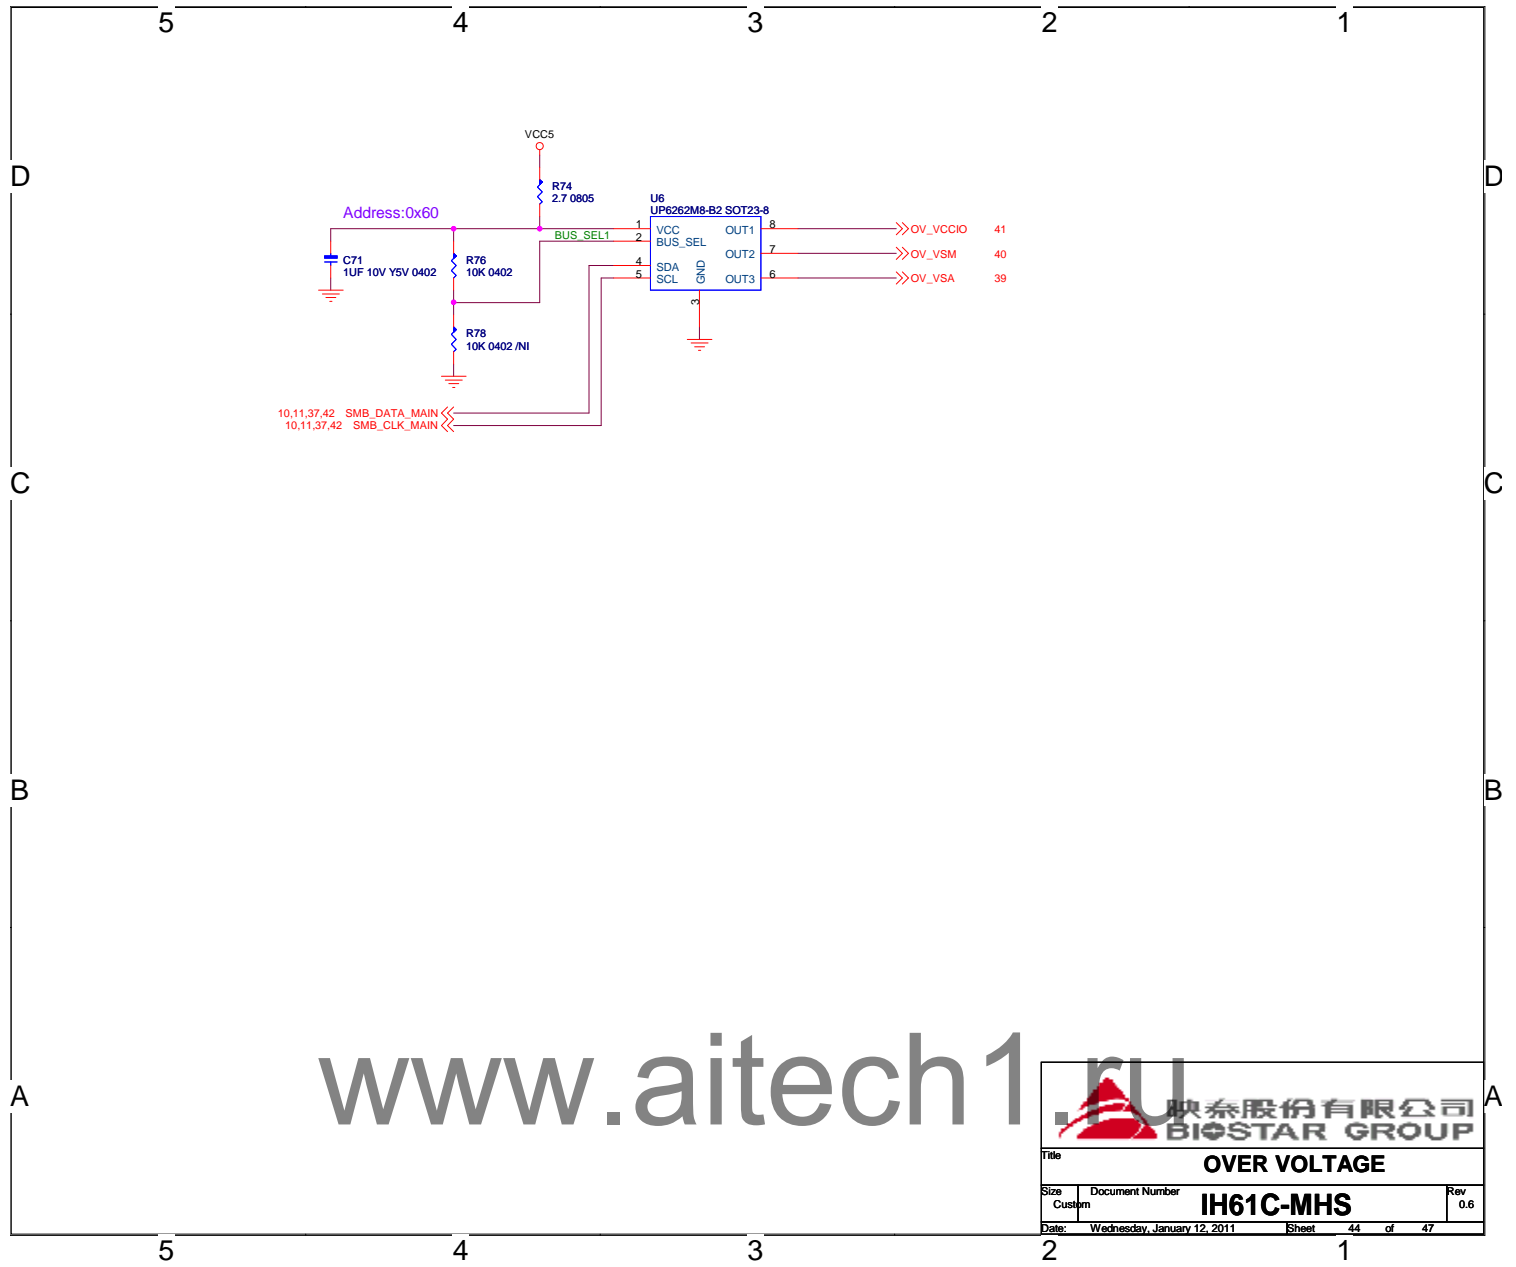 5 4 3 2 1
VCC5
D D
R74
2.7 0805
U6
UP6262M8-B2 SOT23-8
Address:0x60
1 VCC OUT1 8 OV_VCCIO 41
BUS_SEL1 2 BUS_SEL
OUT2 7 OV_VSM 40
C71
1UF 10V Y5V 0402
R76
10K 0402
4 SDA
5 SCL GND OUT3 6 OV_VSA 39
3
R78
10K 0402 /NI
10,11,37,42 SMB_DATA_MAIN
10,11,37,42 SMB_CLK_MAIN
C C
B B
www.aitech1.ru
A A
映泰股份有限公司
BIOSTAR GROUP
Title
OVER VOLTAGE
Size Document Number Rev
Custom IH61C-MHS 0.6
Date: Wednesday, January 12, 2011 Sheet 44 of 47
5 4 3 2 1